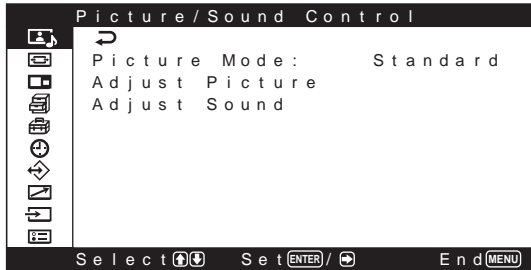 Picture/Sound Control
Picture Mode: Standard
Adjust Picture
Adjust Sound
Select Set ENTER / End MENU